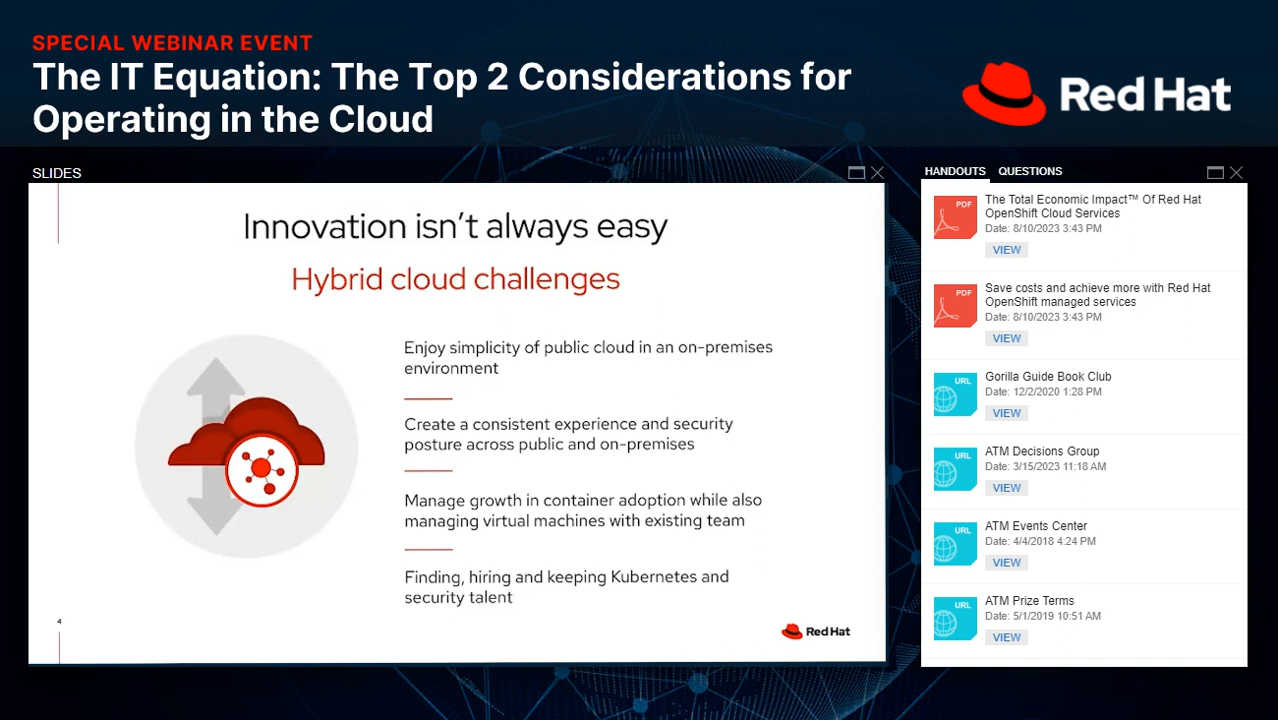 SPECIAL WEBINAR EVENT
The IT Equation: The Top 2 Considerations for
Operating in the Cloud
Red Hat
SLIDES
Innovation isn't always easy
Hybrid cloud challenges
Enjoy simplicity of public cloud in an on-premises
environment
Create a consistent experience and security
posture across public and on-premises
Manage growth in container adoption while also
managing virtual machines with existing team
Finding, hiring and keeping Kubernetes and
security talent
4
Red Hat
HANDOUTS QUESTIONS
PDF
The Total Economic Impact™ Of Red Hat
OpenShift Cloud Services
Date: 8/10/2023 3:43 PM
VIEW
PDF
Save costs and achieve more with Red Hat
OpenShift managed services
Date: 8/10/2023 3:43 PM
VIEW
URL
Gorilla Guide Book Club
Date: 12/2/2020 1:28 PM
VIEW
URL
ATM Decisions Group
Date: 3/15/2023 11:18 AM
VIEW
URL
ATM Events Center
Date: 4/4/2018 4:24 PM
VIEW
URL
ATM Prize Terms
Date: 5/1/2019 10:51 AM
VIEW